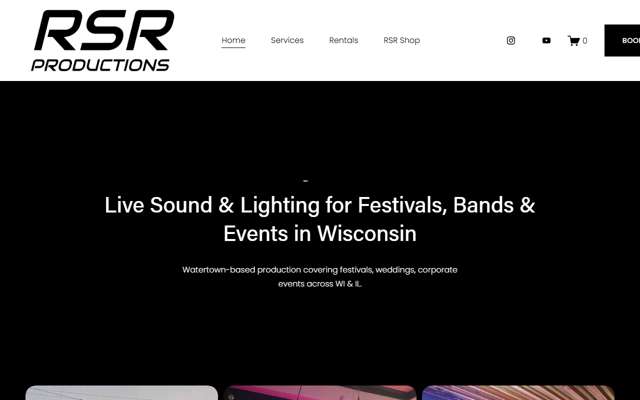 RSR
PRODUCTIONS
Home Services Rentals RSR Shop 0
Live Sound & Lighting for Festivals, Bands &
Events in Wisconsin
Watertown-based production covering festivals, weddings, corporate
events across WI & IL.